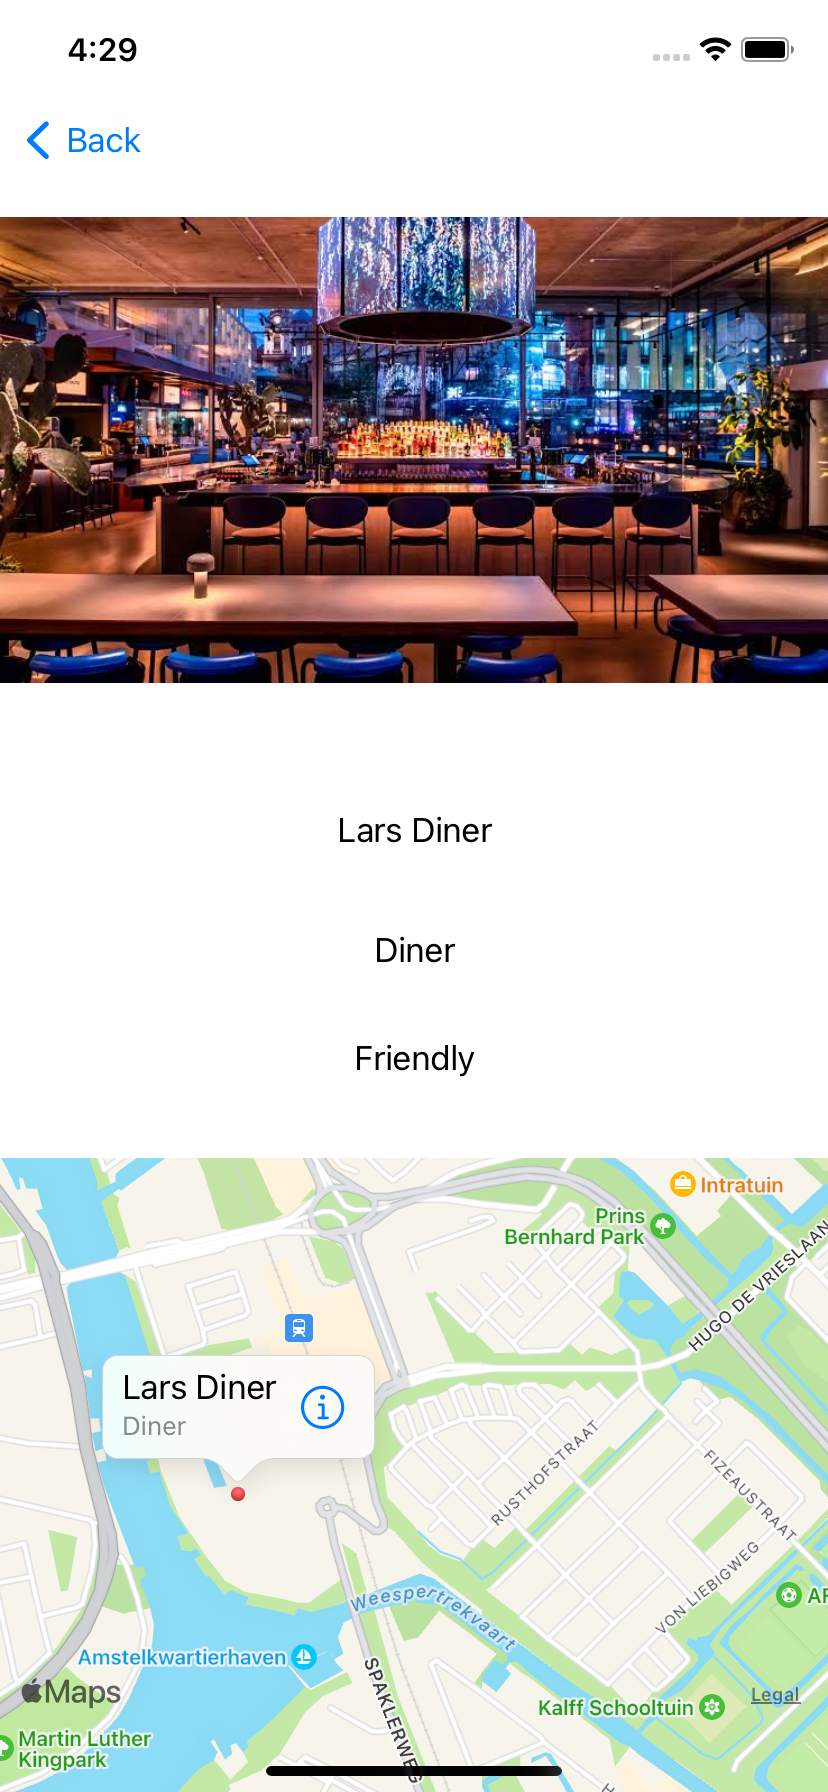 4:29
Back
Lars Diner
Diner
Friendly
Intratuin
Prins
Bernhard Park
HUGO DE VRIESLAAN
Lars Diner
Diner
RUSTHOFSTRAAT
FIZEAUSTRAAT
VON LIEBIGWEG
Weespertrekvaart
AF
Amstelkwartierhaven
SPAKLERWEG
Maps
Legal
Kalff Schooltuin
Martin Luther
Kingpark
H